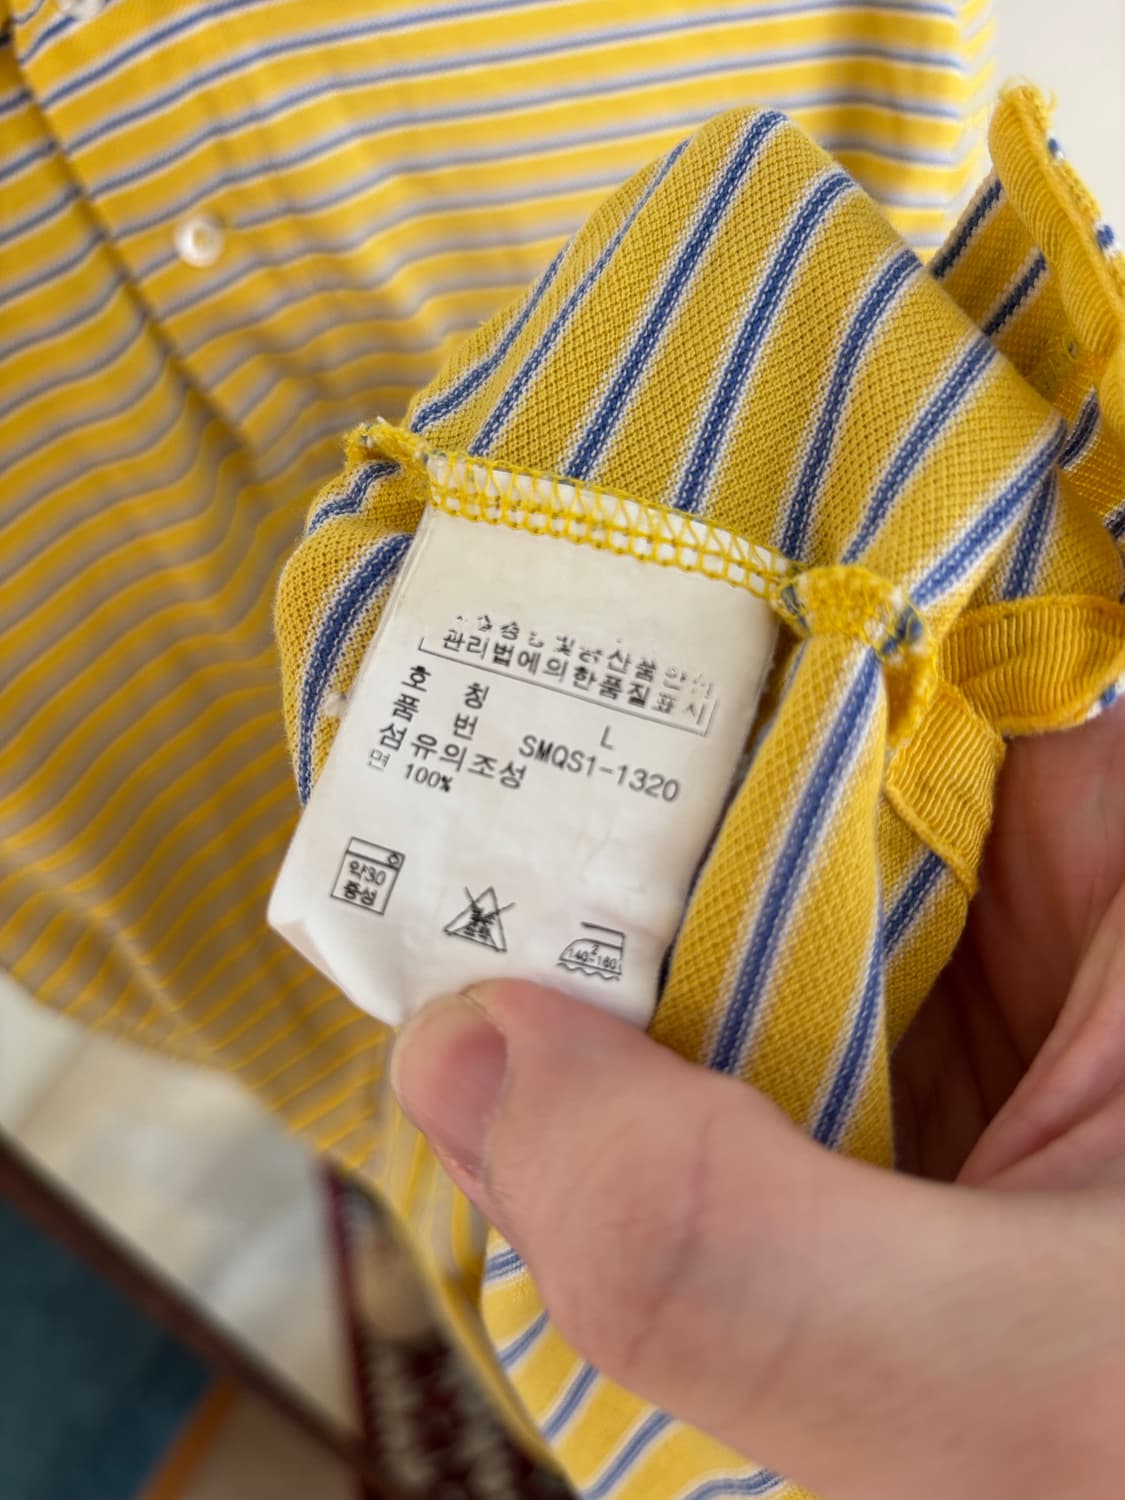 관리법에의한품질표시
호 칭 L
품 번 SMQS1-1320
섬유의조성
면 100%
약30
중성
2
140-160